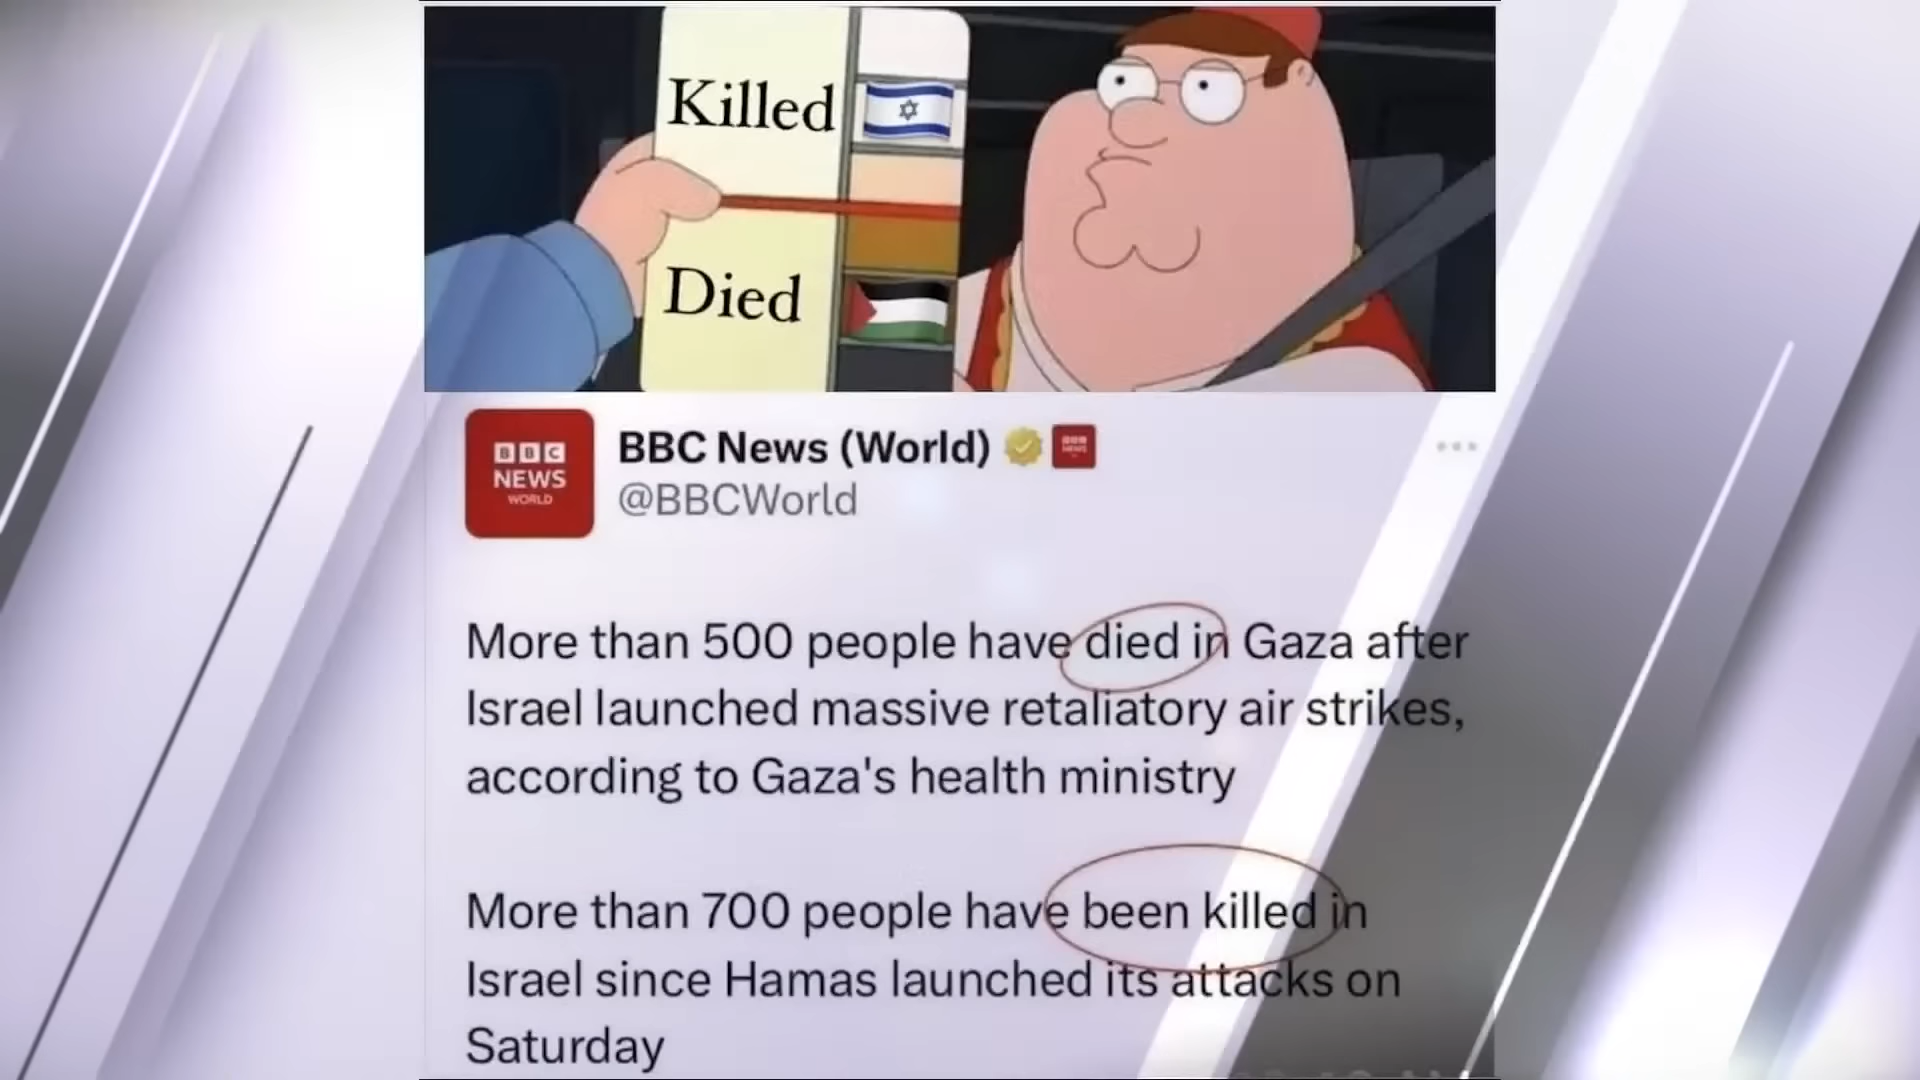 Killed
Died
BBC
NEWS
WORLD
BBC News (World)
@BBCWorld
More than 500 people have died in Gaza after
Israel launched massive retaliatory air strikes,
according to Gaza's health ministry
More than 700 people have been killed in
Israel since Hamas launched its attacks on
Saturday